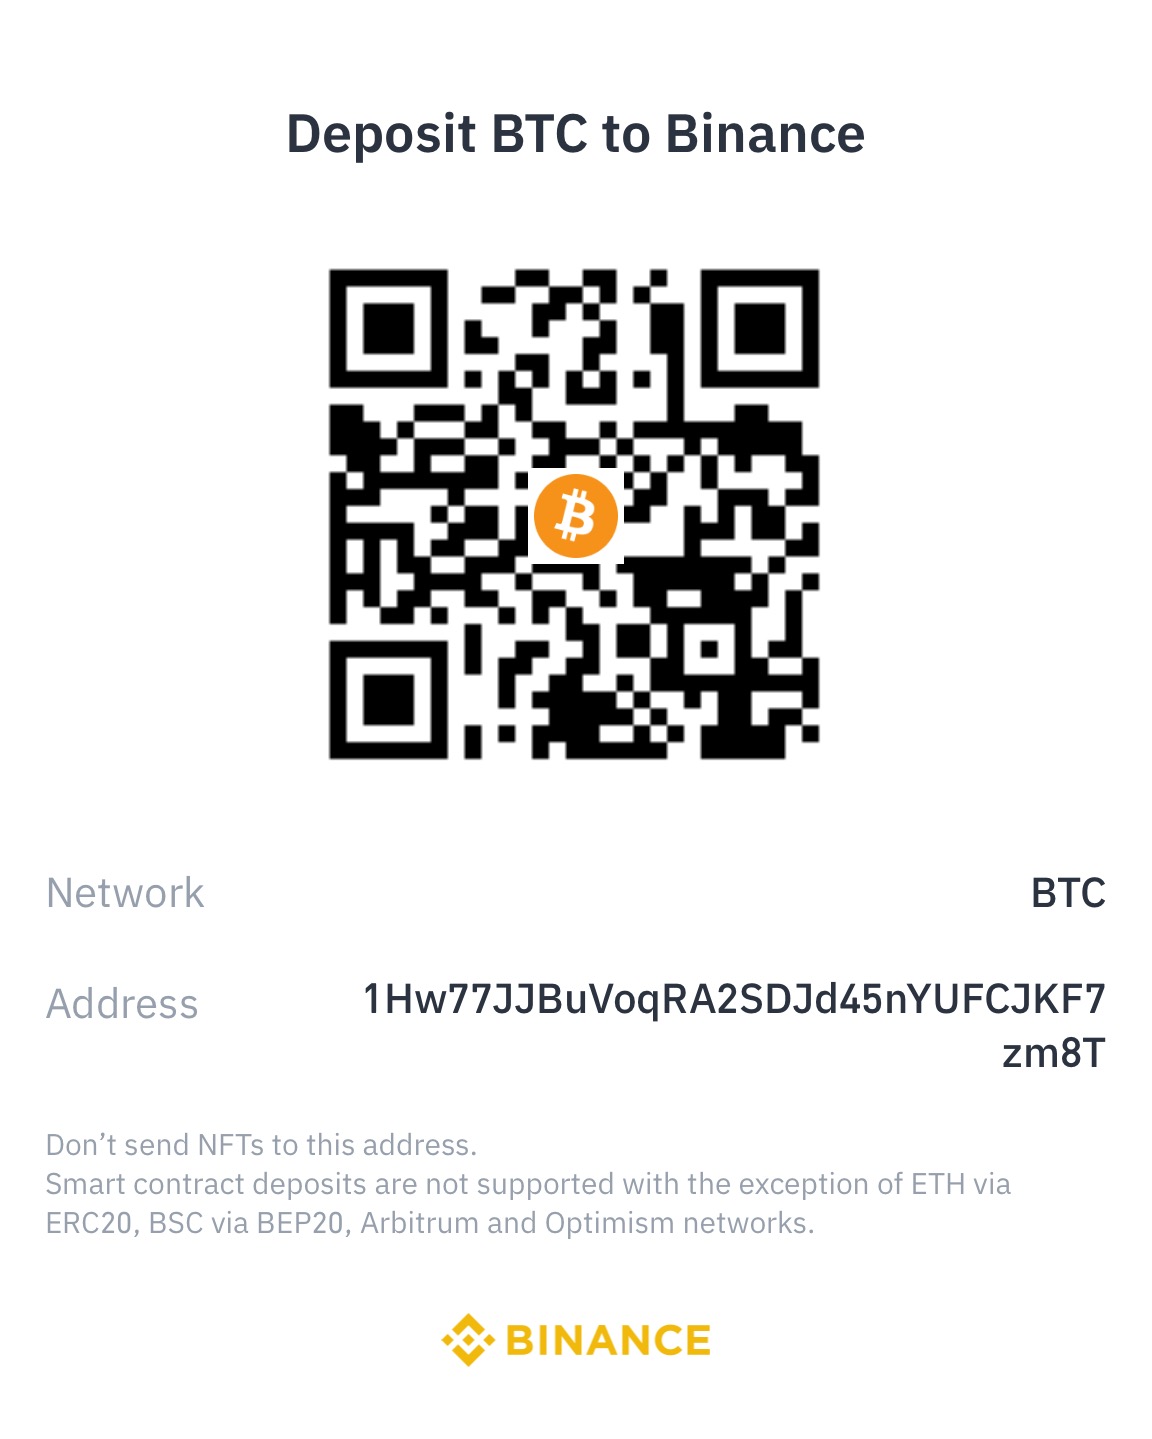 Deposit BTC to Binance
Network
BTC
Address
1Hw77JJBuVoqRA2SDJd45nYUFCJKF7
zm8T
Don’t send NFTs to this address.
Smart contract deposits are not supported with the exception of ETH via
ERC20, BSC via BEP20, Arbitrum and Optimism networks.
BINANCE